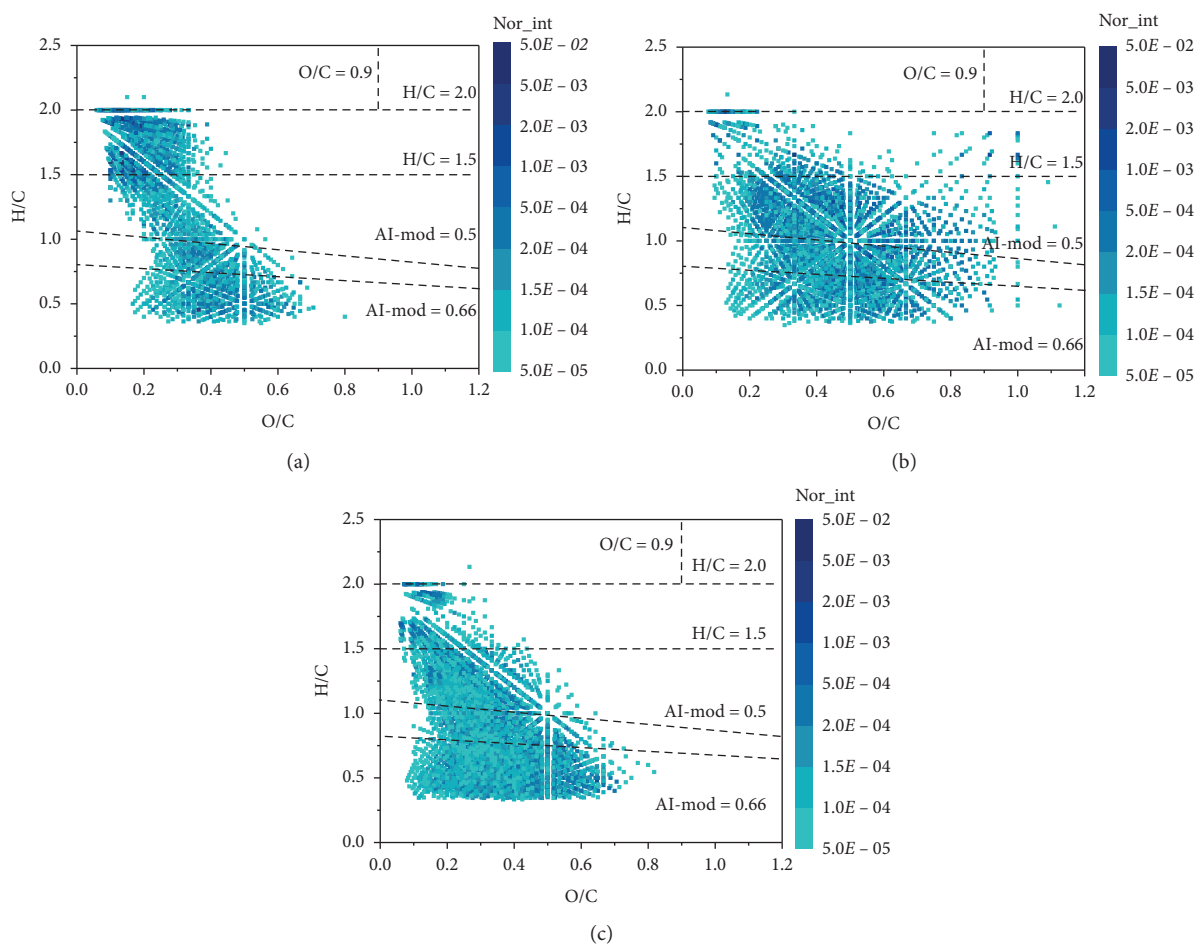 Nor_int
2.5
2.0
1.5
1.0
0.5
0.0
H/C
O/C = 0.9
H/C = 2.0
H/C = 1.5
AI-mod = 0.5
AI-mod = 0.66
0.0 0.2 0.4 0.6 0.8 1.0 1.2
O/C
5.0E – 02
5.0E – 03
2.0E – 03
1.0E – 03
5.0E – 04
2.0E – 04
1.5E – 04
1.0E – 04
5.0E – 05
(a)
Nor_int
2.5
2.0
1.5
1.0
0.5
0.0
H/C
O/C = 0.9
H/C = 2.0
H/C = 1.5
AI-mod = 0.5
AI-mod = 0.66
0.0 0.2 0.4 0.6 0.8 1.0 1.2
O/C
5.0E – 02
5.0E – 03
2.0E – 03
1.0E – 03
5.0E – 04
2.0E – 04
1.5E – 04
1.0E – 04
5.0E – 05
(b)
Nor_int
2.5
2.0
1.5
1.0
0.5
0.0
H/C
O/C = 0.9
H/C = 2.0
H/C = 1.5
AI-mod = 0.5
AI-mod = 0.66
0.0 0.2 0.4 0.6 0.8 1.0 1.2
O/C
5.0E – 02
5.0E – 03
2.0E – 03
1.0E – 03
5.0E – 04
2.0E – 04
1.5E – 04
1.0E – 04
5.0E – 05
(c)